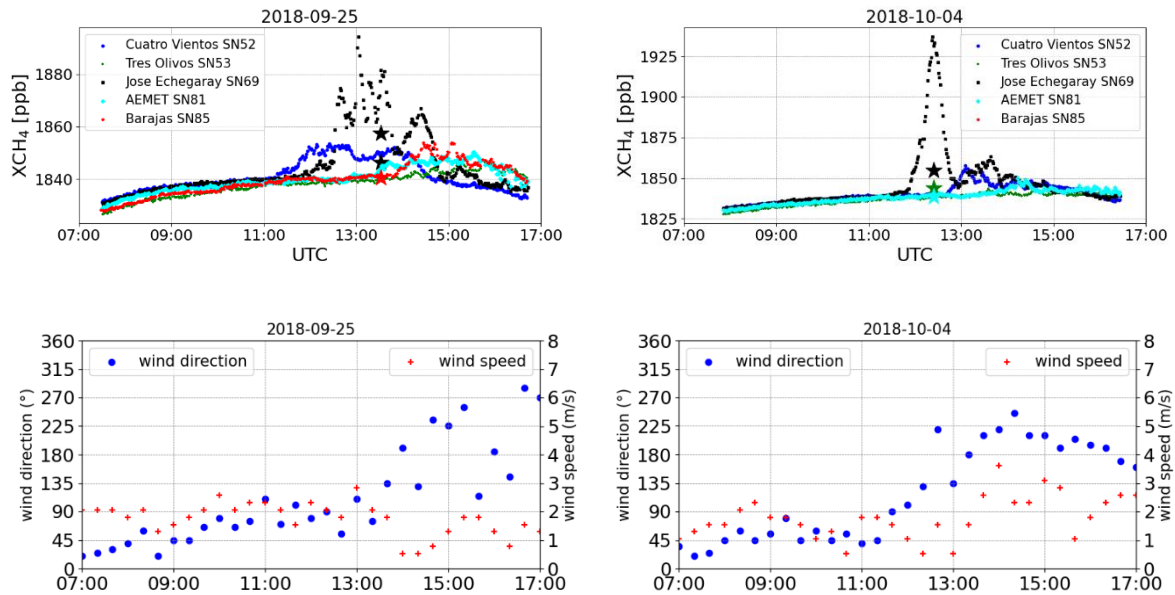 2018-09-25
XCH4 [ppb]
1880
1860
1840
Cuatro Vientos SN52
Tres Olivos SN53
Jose Echegaray SN69
AEMET SN81
Barajas SN85
07:00 09:00 11:00 13:00 15:00 17:00
UTC
2018-10-04
XCH4 [ppb]
1925
1900
1875
1850
1825
Cuatro Vientos SN52
Tres Olivos SN53
Jose Echegaray SN69
AEMET SN81
Barajas SN85
07:00 09:00 11:00 13:00 15:00 17:00
UTC
2018-09-25
wind direction (°)
360
315
270
225
180
135
90
45
0
wind direction
wind speed
8
7
6
5
4
3
2
1
0
wind speed (m/s)
07:00 09:00 11:00 13:00 15:00 17:00
2018-10-04
wind direction (°)
360
315
270
225
180
135
90
45
0
wind direction
wind speed
8
7
6
5
4
3
2
1
0
wind speed (m/s)
07:00 09:00 11:00 13:00 15:00 17:00